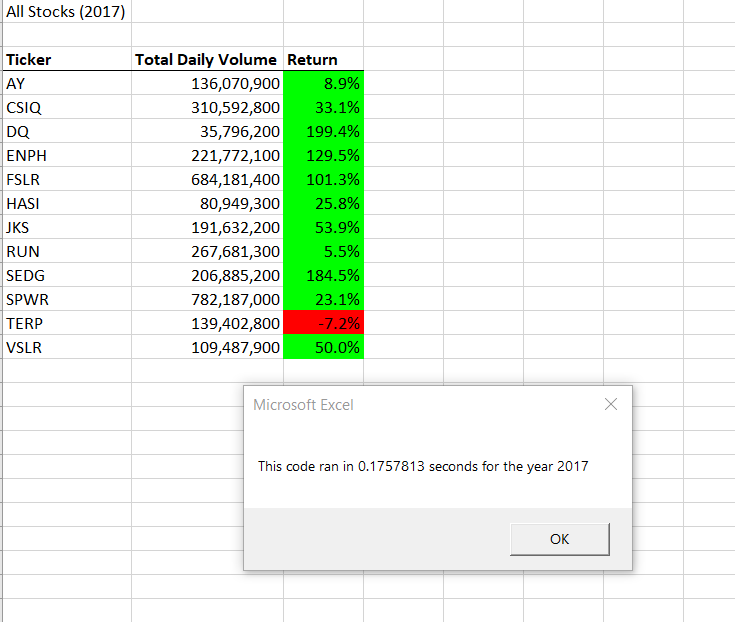 All Stocks (2017)
Ticker Total Daily Volume Return
AY 136,070,900 8.9%
CSIQ 310,592,800 33.1%
DQ 35,796,200 199.4%
ENPH 221,772,100 129.5%
FSLR 684,181,400 101.3%
HASI 80,949,300 25.8%
JKS 191,632,200 53.9%
RUN 267,681,300 5.5%
SEDG 206,885,200 184.5%
SPWR 782,187,000 23.1%
TERP 139,402,800 -7.2%
VSLR 109,487,900 50.0%
Microsoft Excel
This code ran in 0.1757813 seconds for the year 2017
OK